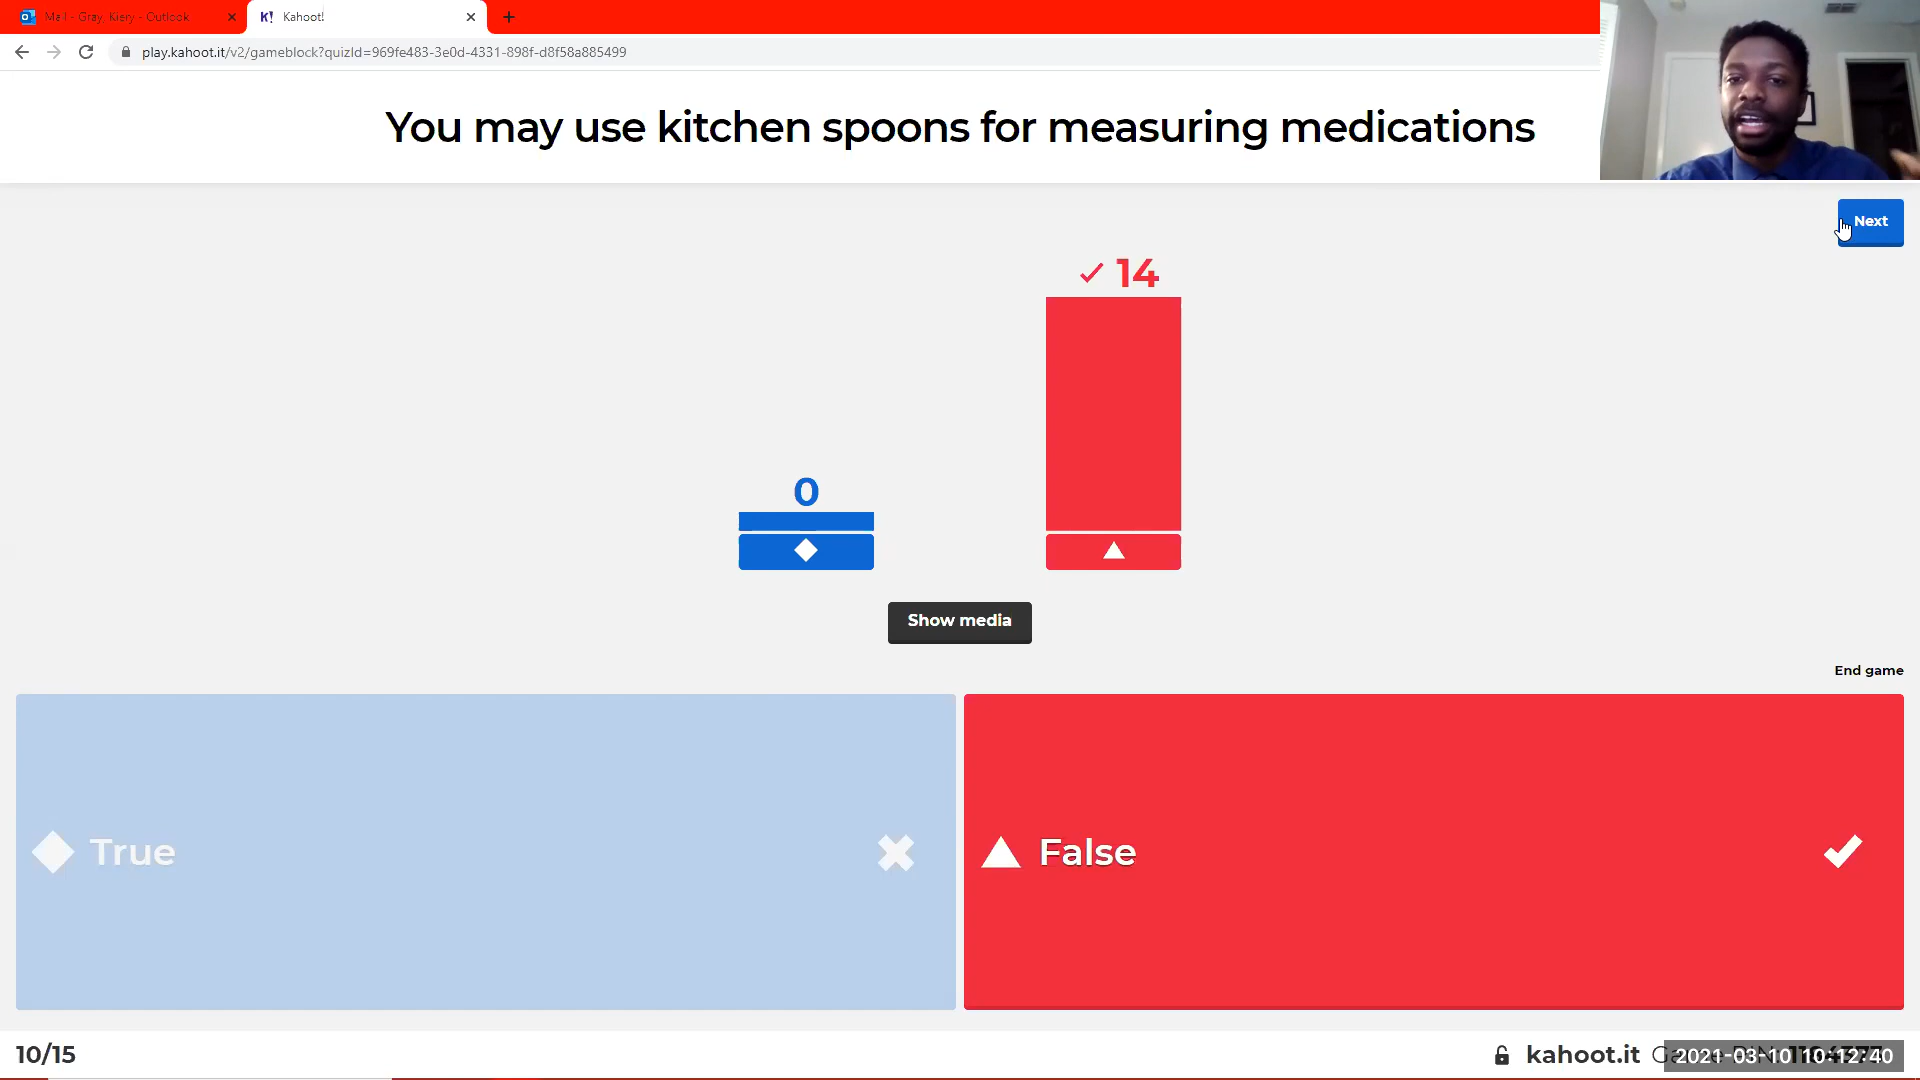 Mail - Gray, Kiery - Outlook
Kahoot!
play.kahoot.it/v2/gameblock?quizId=969fe483-3e0d-4331-898f-d8f58a885499
You may use kitchen spoons for measuring medications
Next
14
0
Show media
End game
True
False
10/15
kahoot.it
2021-03-10 10:12:40